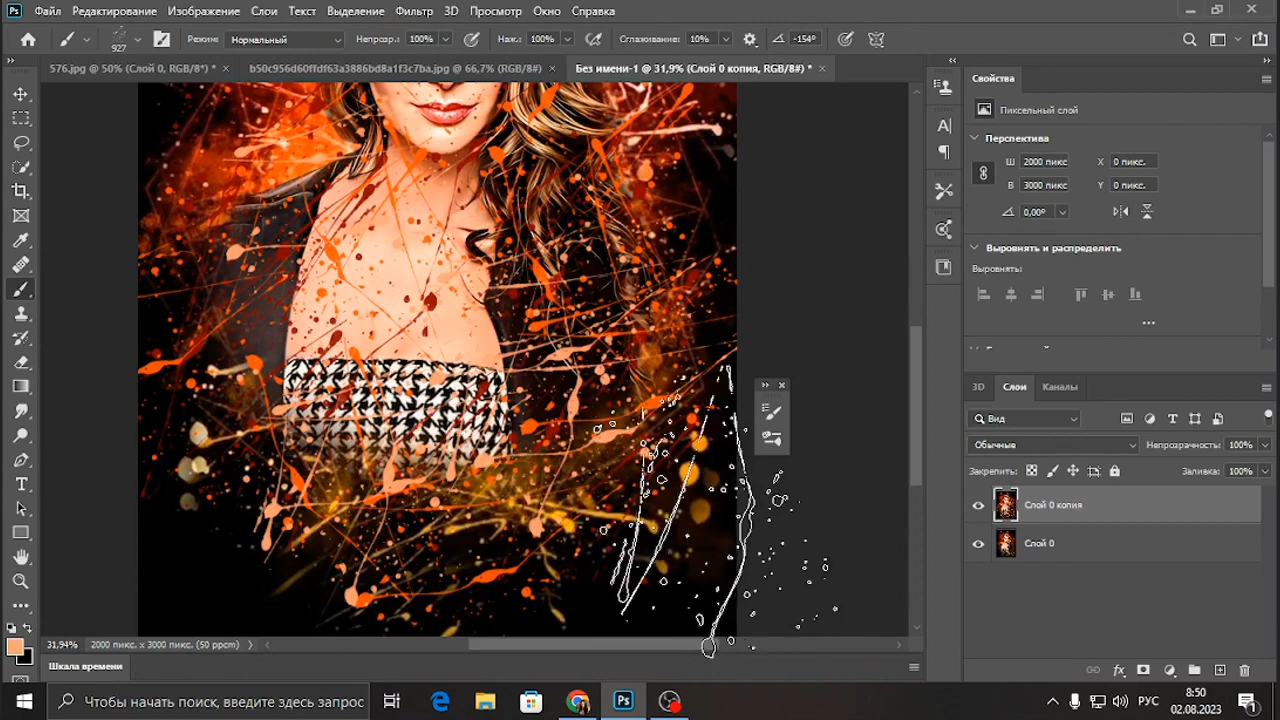 Ps Файл Редактирование Изображение Слои Текст Выделение Фильтр 3D Просмотр Окно Справка
927 Режим: Нормальный Непрозр.: 100% Наж.: 100% Сглаживание: 10% -154°
576.jpg @ 50% (Слой 0, RGB/8*) * b50c956d60ffdf63a3886bd8a1f3c7ba.jpg @ 66,7% (RGB/8#) Без имени-1 @ 31,9% (Слой 0 копия, RGB/8#) *
Свойства
Пиксельный слой
Перспектива
Ш 2000 пикс X 0 пикс.
В 3000 пикс Y 0 пикс.
0,00°
Выровнять и распределить
Выровнять:
3D Слои Каналы
Вид
Обычные Непрозрачность: 100%
Закрепить: Заливка: 100%
Слой 0 копия
Слой 0
31,94% 2000 пикс. x 3000 пикс. (50 ppcm)
Шкала времени
Чтобы начать поиск, введите здесь запрос
Ps
РУС
8:50
02.08.2023
1